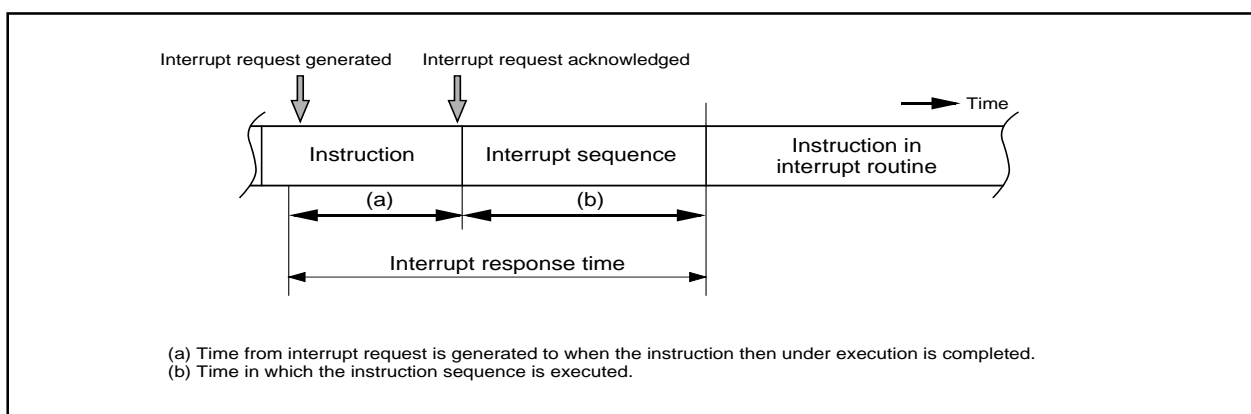 Interrupt request generated
Interrupt request acknowledged
Time
Instruction
Interrupt sequence
Instruction in
interrupt routine
(a)
(b)
Interrupt response time
(a) Time from interrupt request is generated to when the instruction then under execution is completed.
(b) Time in which the instruction sequence is executed.